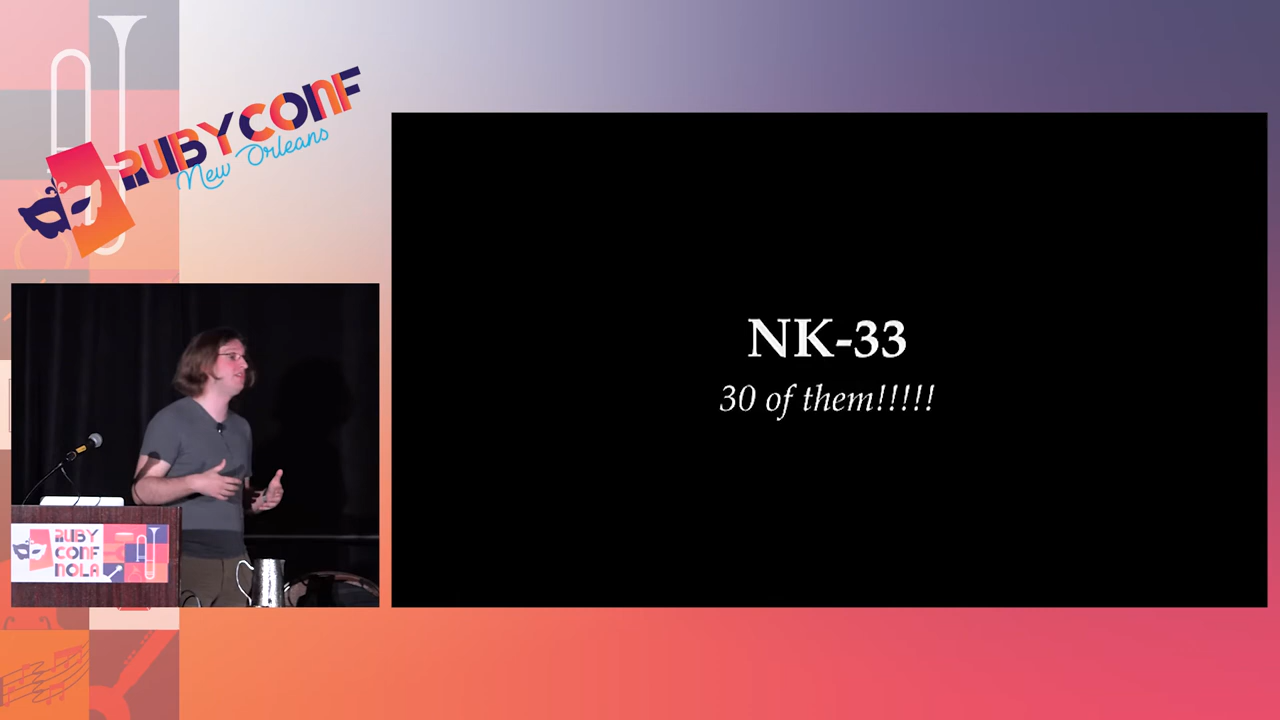 RUBYCONF
New Orleans
NK-33
30 of them!!!!!
RUBY
CONF
NOLA